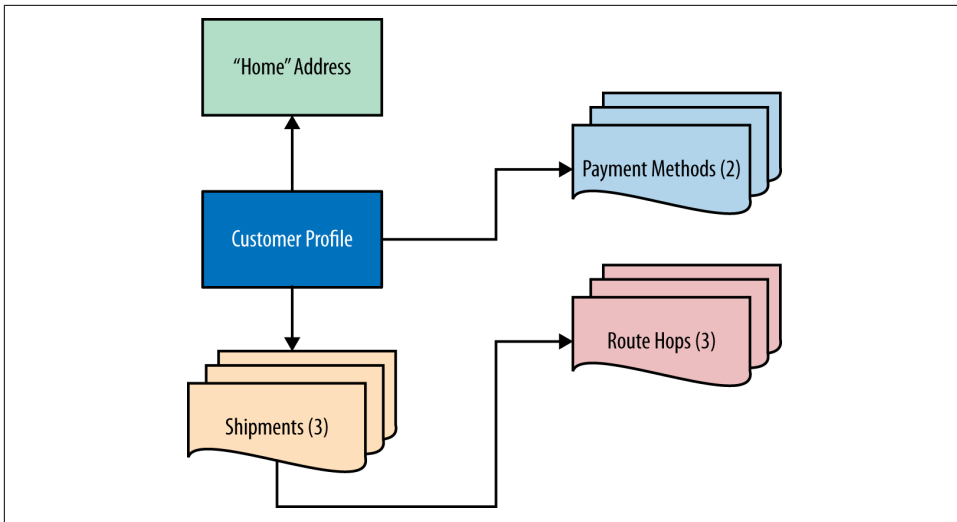 “Home” Address
Payment Methods (2)
Customer Profile
Route Hops (3)
Shipments (3)